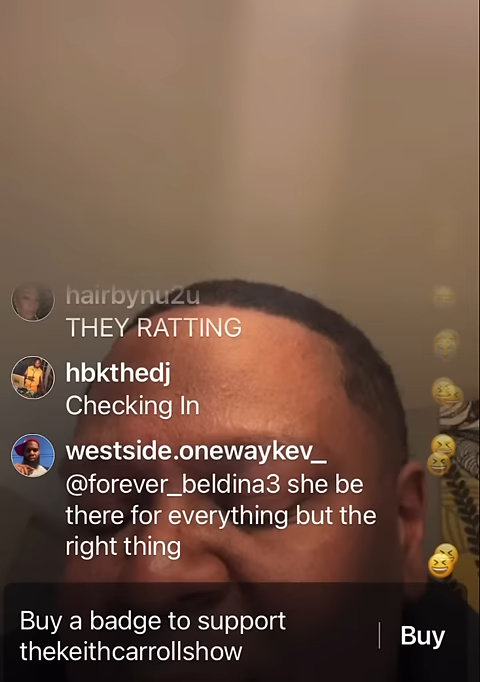 hairbynu2u
THEY RATTING
hbkthedj
Checking In
westside.onewaykev_
@forever_beldina3 she be
there for everything but the
right thing
Buy a badge to support
thekeithcarrollshow
Buy